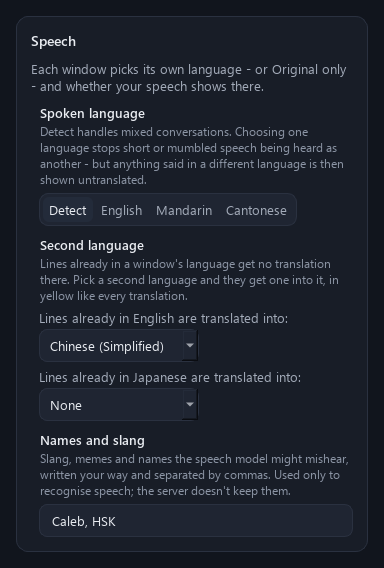 Speech
Each window picks its own language - or Original only
- and whether your speech shows there.
Spoken language
Detect handles mixed conversations. Choosing one
language stops short or mumbled speech being heard as
another - but anything said in a different language is then
shown untranslated.
Detect English Mandarin Cantonese
Second language
Lines already in a window's language get no translation
there. Pick a second language and they get one into it, in
yellow like every translation.
Lines already in English are translated into:
Chinese (Simplified)
Lines already in Japanese are translated into:
None
Names and slang
Slang, memes and names the speech model might mishear,
written your way and separated by commas. Used only to
recognise speech; the server doesn't keep them.
Caleb, HSK